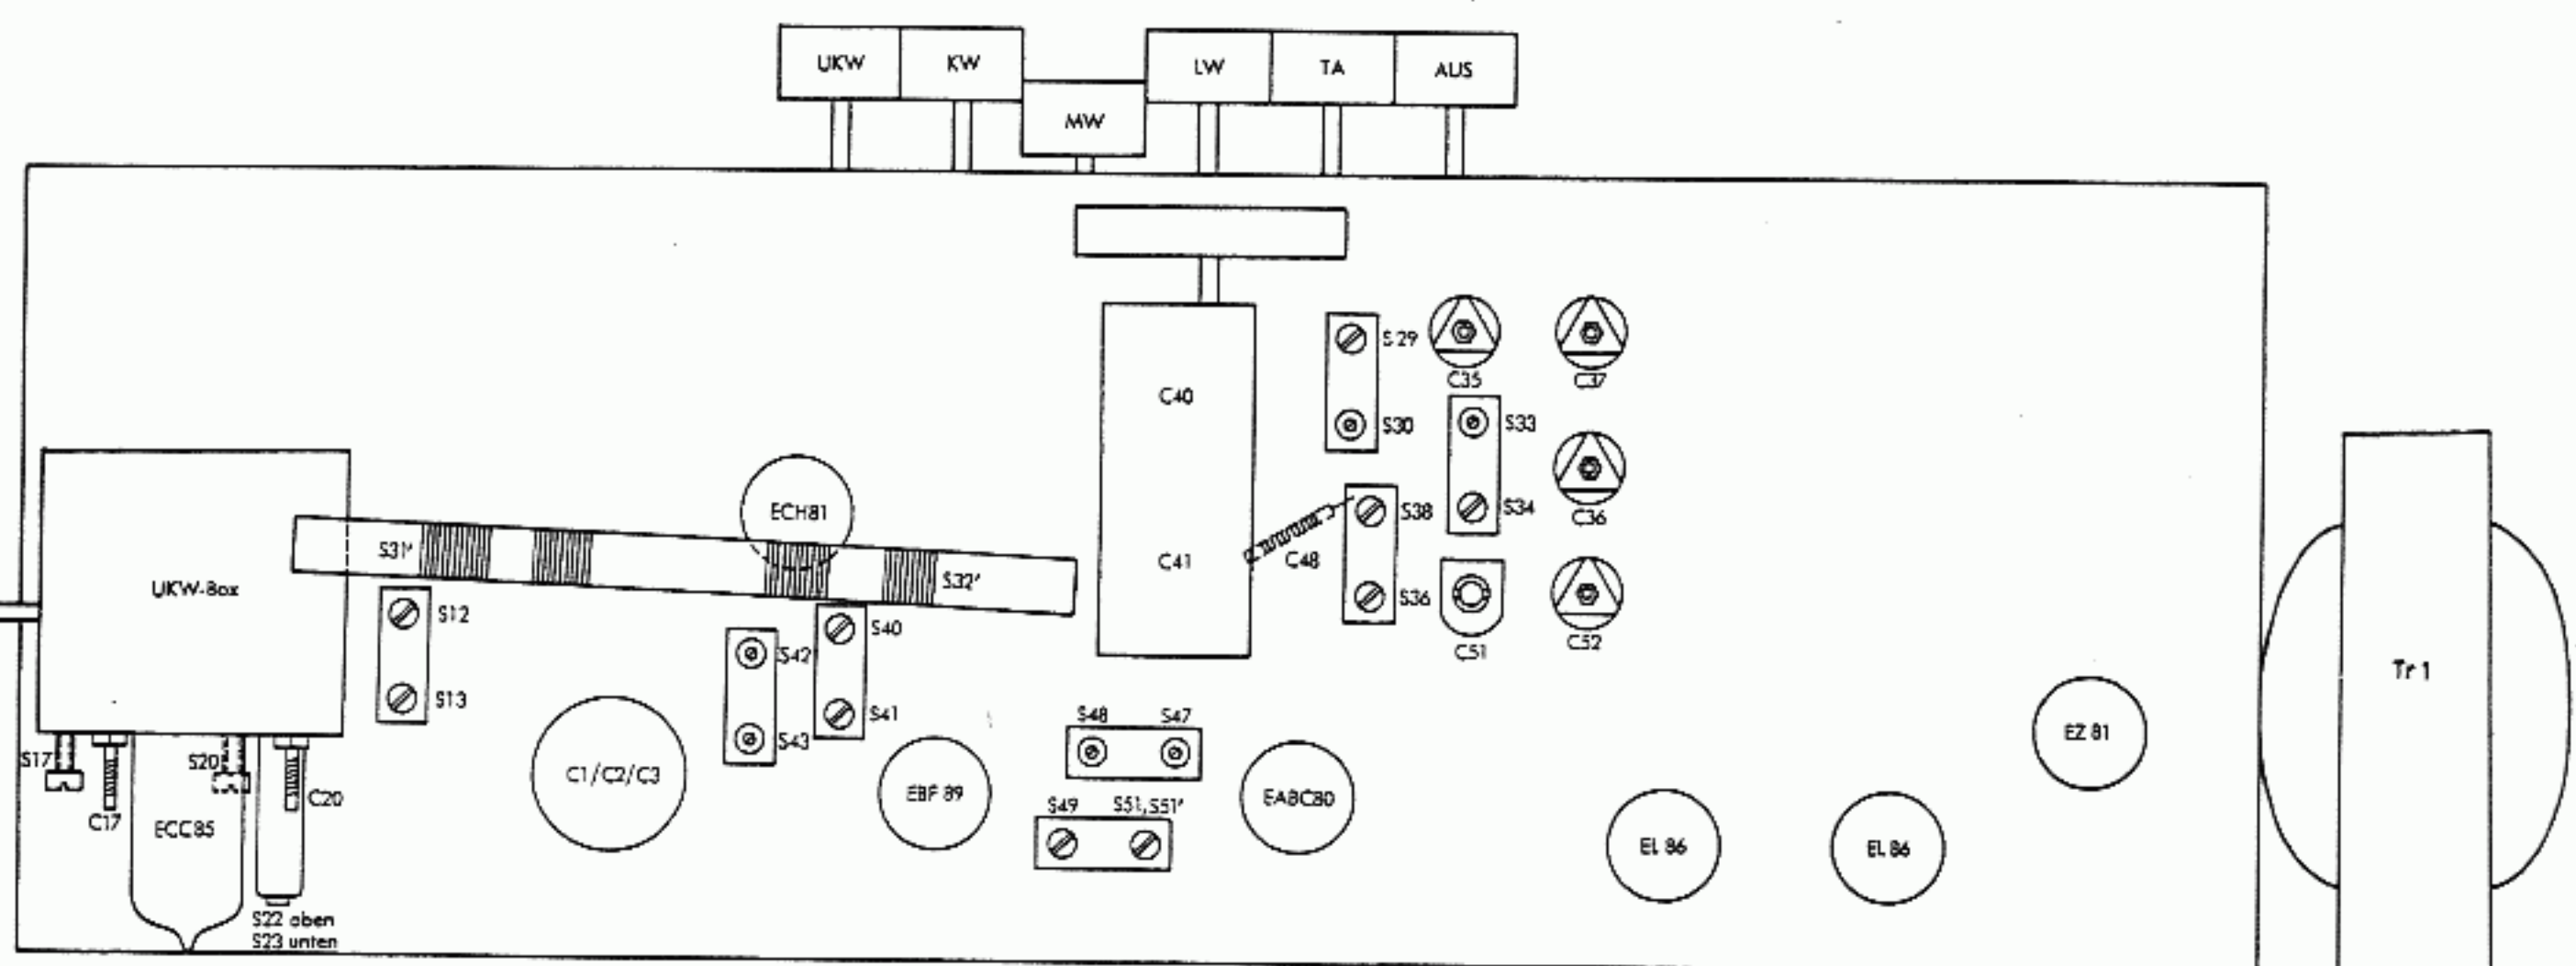 UKW
KW
MW
LW
TA
AUS
S29
C35
C37
C40
S30
S33
ECH81
S38
S34
C36
S31'
C48
C41
S32'
UKW-Box
S36
S12
S40
C51
C52
S42
Tr 1
S13
S41
S48
S47
S43
EZ 81
S17
S20
C1/C2/C3
EBF 89
EABC80
C20
S49
S51,S51'
C17
ECC85
EL 86
EL 86
S22 oben
S23 unten